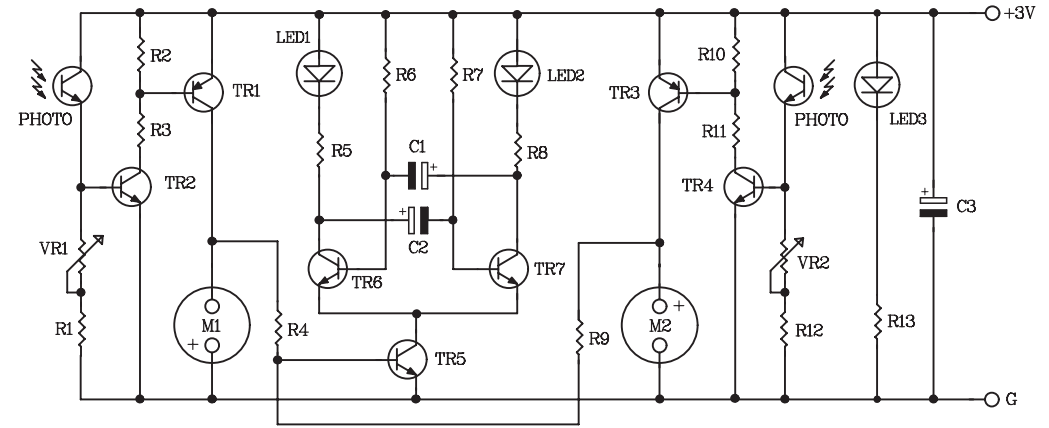 +3V
LED1
R2
R6
R7
R10
LED2
TR1
TR3
PHOTO
R3
R11
PHOTO
LED3
C1
+
R5
R8
TR2
TR4
+
C3
+
C2
VR1
VR2
TR6
TR7
M1
+
R4
R1
R9
M2
+
R12
R13
TR5
G